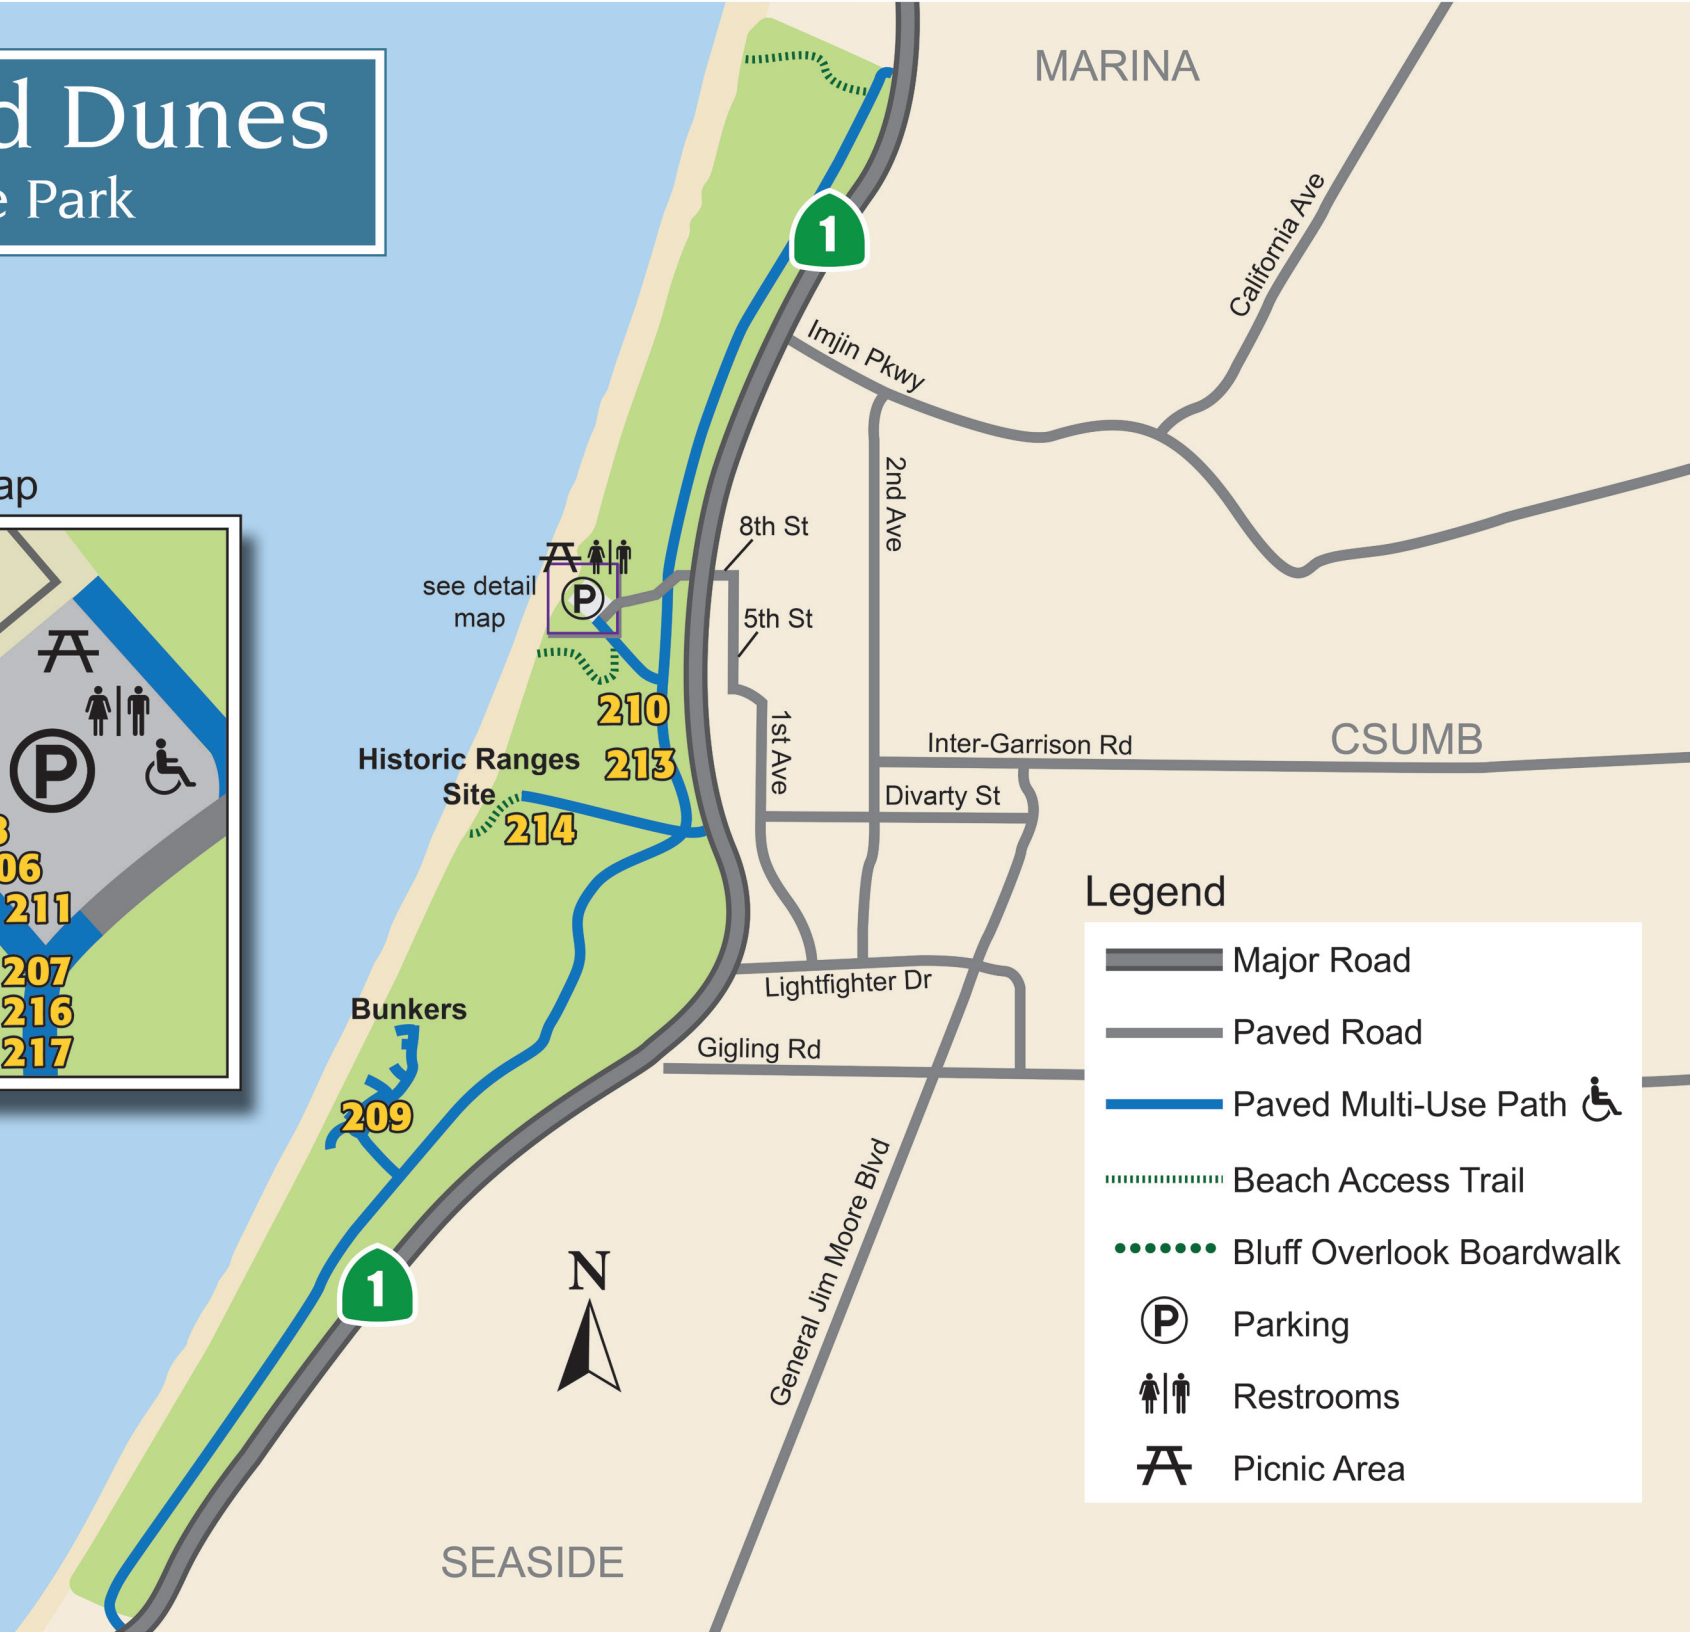 d Dunes
e Park
MARINA
California Ave
1
Imjin Pkwy
2nd Ave
8th St
see detail
map
P
5th St
210
213
1st Ave
Historic Ranges
Site
214
Inter-Garrison Rd
CSUMB
Divarty St
ap
P
06
211
207
216
217
Bunkers
209
Lightfighter Dr
Gigling Rd
General Jim Moore Blvd
1
N
SEASIDE
Legend
Major Road
Paved Road
Paved Multi-Use Path
Beach Access Trail
Bluff Overlook Boardwalk
P Parking
Restrooms
Picnic Area